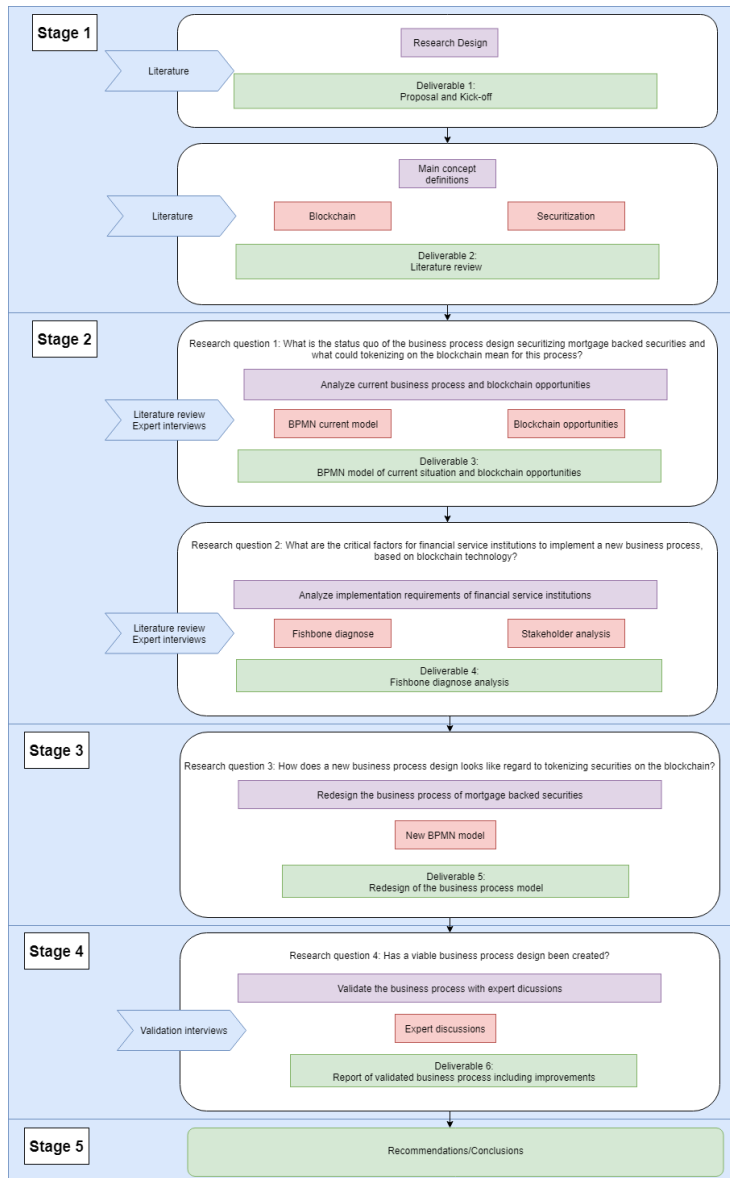 Stage 1
Research Design
Literature
Deliverable 1:
Proposal and Kick-off
Main concept
definitions
Literature
Blockchain
Securitization
Deliverable 2:
Literature review
Stage 2
Research question 1: What is the status quo of the business process design securitizing mortgage backed securities and
what could tokenizing on the blockchain mean for this process?
Analyze current business process and blockchain opportunities
Literature review
Expert interviews
BPMN current model
Blockchain opportunities
Deliverable 3:
BPMN model of current situation and blockchain opportunities
Research question 2: What are the critical factors for financial service institutions to implement a new business process,
based on blockchain technology?
Analyze implementation requirements of financial service institutions
Literature review
Expert interviews
Fishbone diagnose
Stakeholder analysis
Deliverable 4:
Fishbone diagnose analysis
Stage 3
Research question 3: How does a new business process design looks like regard to tokenizing securities on the blockchain?
Redesign the business process of mortgage backed securities
New BPMN model
Deliverable 5:
Redesign of the business process model
Stage 4
Research question 4: Has a viable business process design been created?
Validate the business process with expert dicussions
Validation interviews
Expert discussions
Deliverable 6:
Report of validated business process including improvements
Stage 5
Recommendations/Conclusions